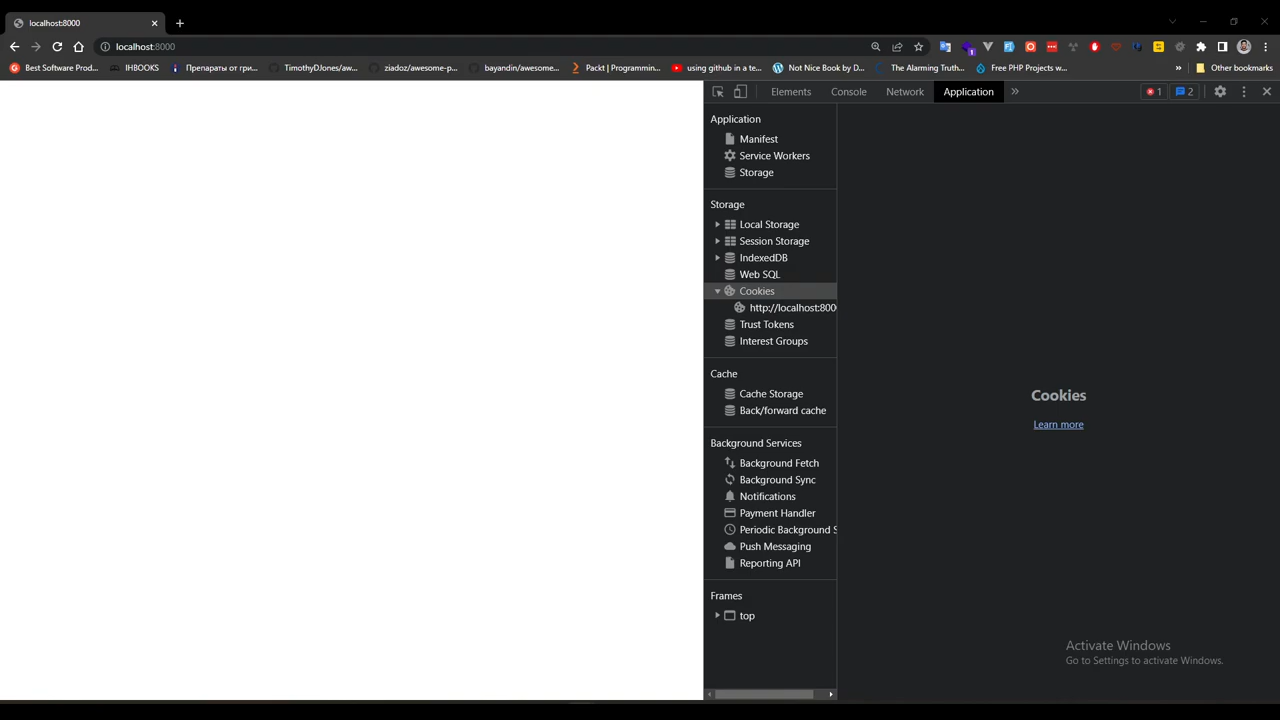 localhost:8000
localhost:8000
Best Software Prod...
IHBOOKS
Препараты от гри...
TimothyDJones/aw...
ziadoz/awesome-p...
bayandin/awesome...
Packt | Programmin...
using github in a te...
Not Nice Book by D...
The Alarming Truth...
Free PHP Projects w...
»
Other bookmarks
Elements
Console
Network
Application
»
1
2
Application
Manifest
Service Workers
Storage
Storage
Local Storage
Session Storage
IndexedDB
Web SQL
Cookies
http://localhost:800
Trust Tokens
Interest Groups
Cache
Cache Storage
Back/forward cache
Background Services
Background Fetch
Background Sync
Notifications
Payment Handler
Periodic Background S
Push Messaging
Reporting API
Frames
top
Cookies
Learn more
Activate Windows
Go to Settings to activate Windows.